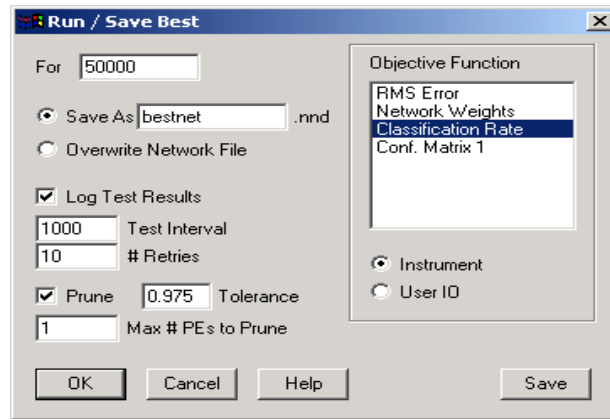 Run / Save Best
For 50000
Save As bestnet .nnd
Overwrite Network File
Log Test Results
1000 Test Interval
10 # Retries
Prune 0.975 Tolerance
1 Max # PEs to Prune
Objective Function
RMS Error
Network Weights
Classification Rate
Conf. Matrix 1
Instrument
User IO
OK Cancel Help Save